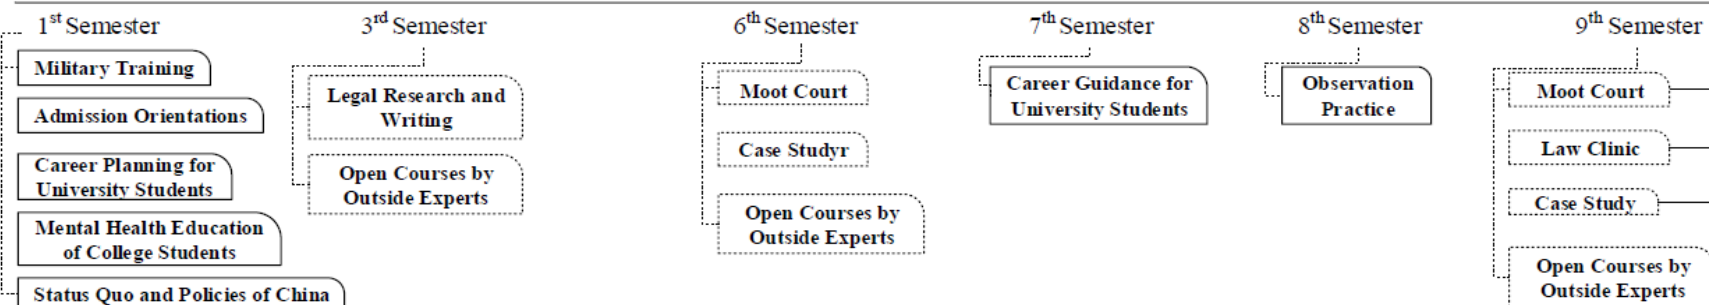 1st Semester
Military Training
Admission Orientations
Career Planning for
University Students
Mental Health Education
of College Students
Status Quo and Policies of China
3rd Semester
Legal Research and
Writing
Open Courses by
Outside Experts
6th Semester
Moot Court
Case Studyr
Open Courses by
Outside Experts
7th Semester
Career Guidance for
University Students
8th Semester
Observation
Practice
9th Semester
Moot Court
Law Clinic
Case Study
Open Courses by
Outside Experts